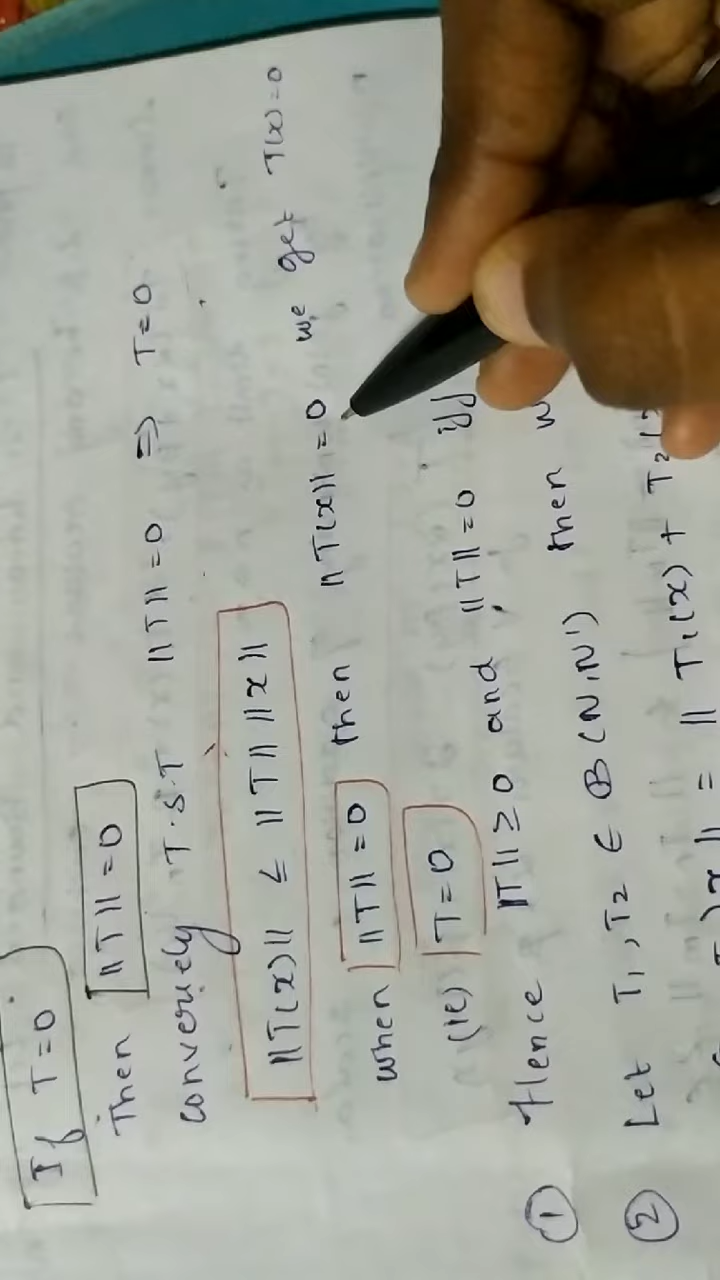 If T=0
Then ||T||=0
conversely T.S.T ||T||=0 ⇒ T=0
||T(x)|| ≤ ||T|| ||x||
when ||T||=0 then ||T(x)||=0 we get T(x)=0
(ie) T=0
① Hence ||T||≥0 and, ||T||=0 iff
② Let T₁,T₂ ∈ B(N,N') then w
)x|| = || T₁(x) + T₂(